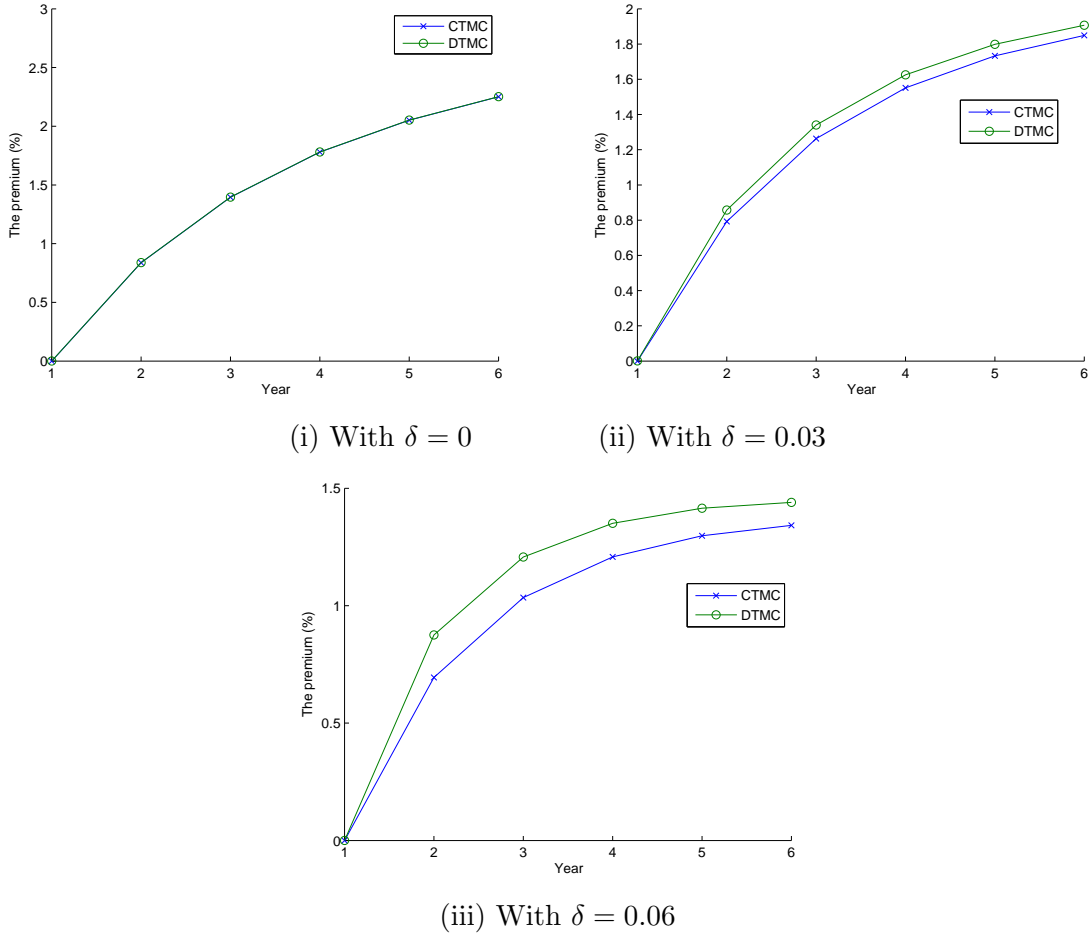 3
2.5
2
1.5
1
0.5
0
1 2 3 4 5 6
The premium (%)
Year
CTMC
DTMC
(i) With δ = 0
2
1.8
1.6
1.4
1.2
1
0.8
0.6
0.4
0.2
0
1 2 3 4 5 6
The premium (%)
Year
CTMC
DTMC
(ii) With δ = 0.03
1.5
1
0.5
0
1 2 3 4 5 6
The premium (%)
Year
CTMC
DTMC
(iii) With δ = 0.06